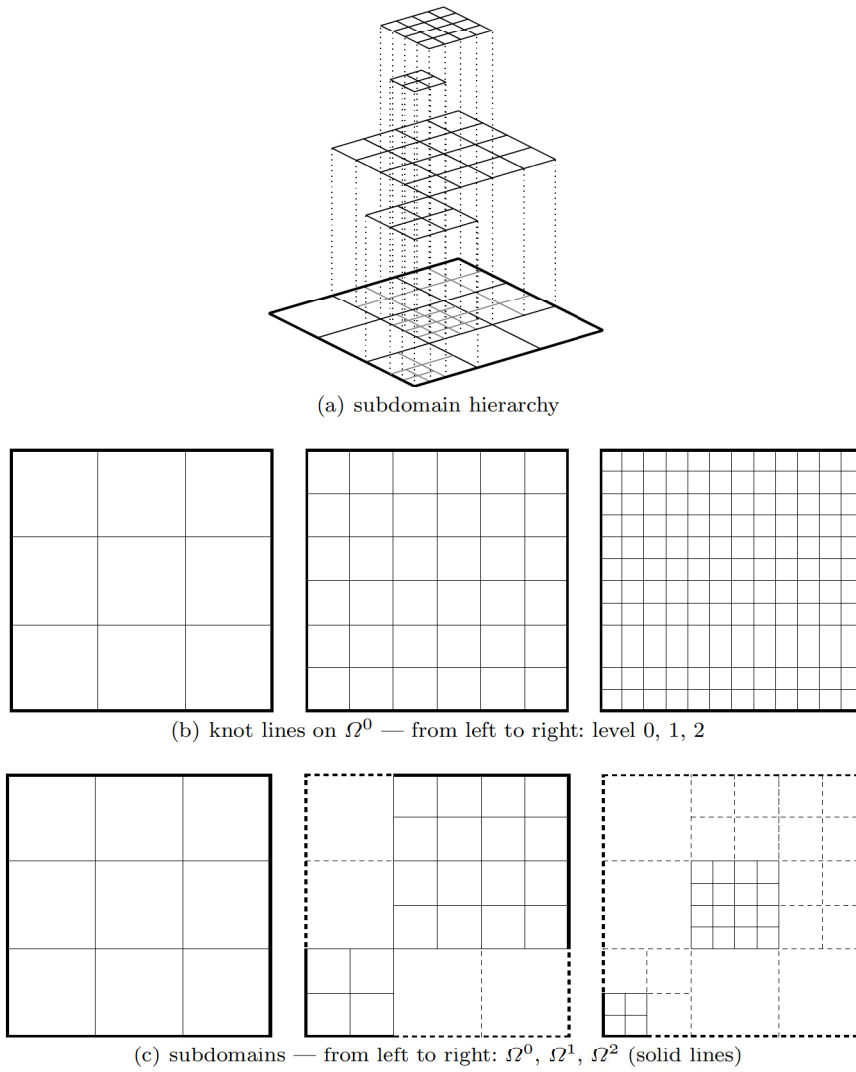 (a) subdomain hierarchy
(b) knot lines on Ω⁰ — from left to right: level 0, 1, 2
(c) subdomains — from left to right: Ω⁰, Ω¹, Ω² (solid lines)